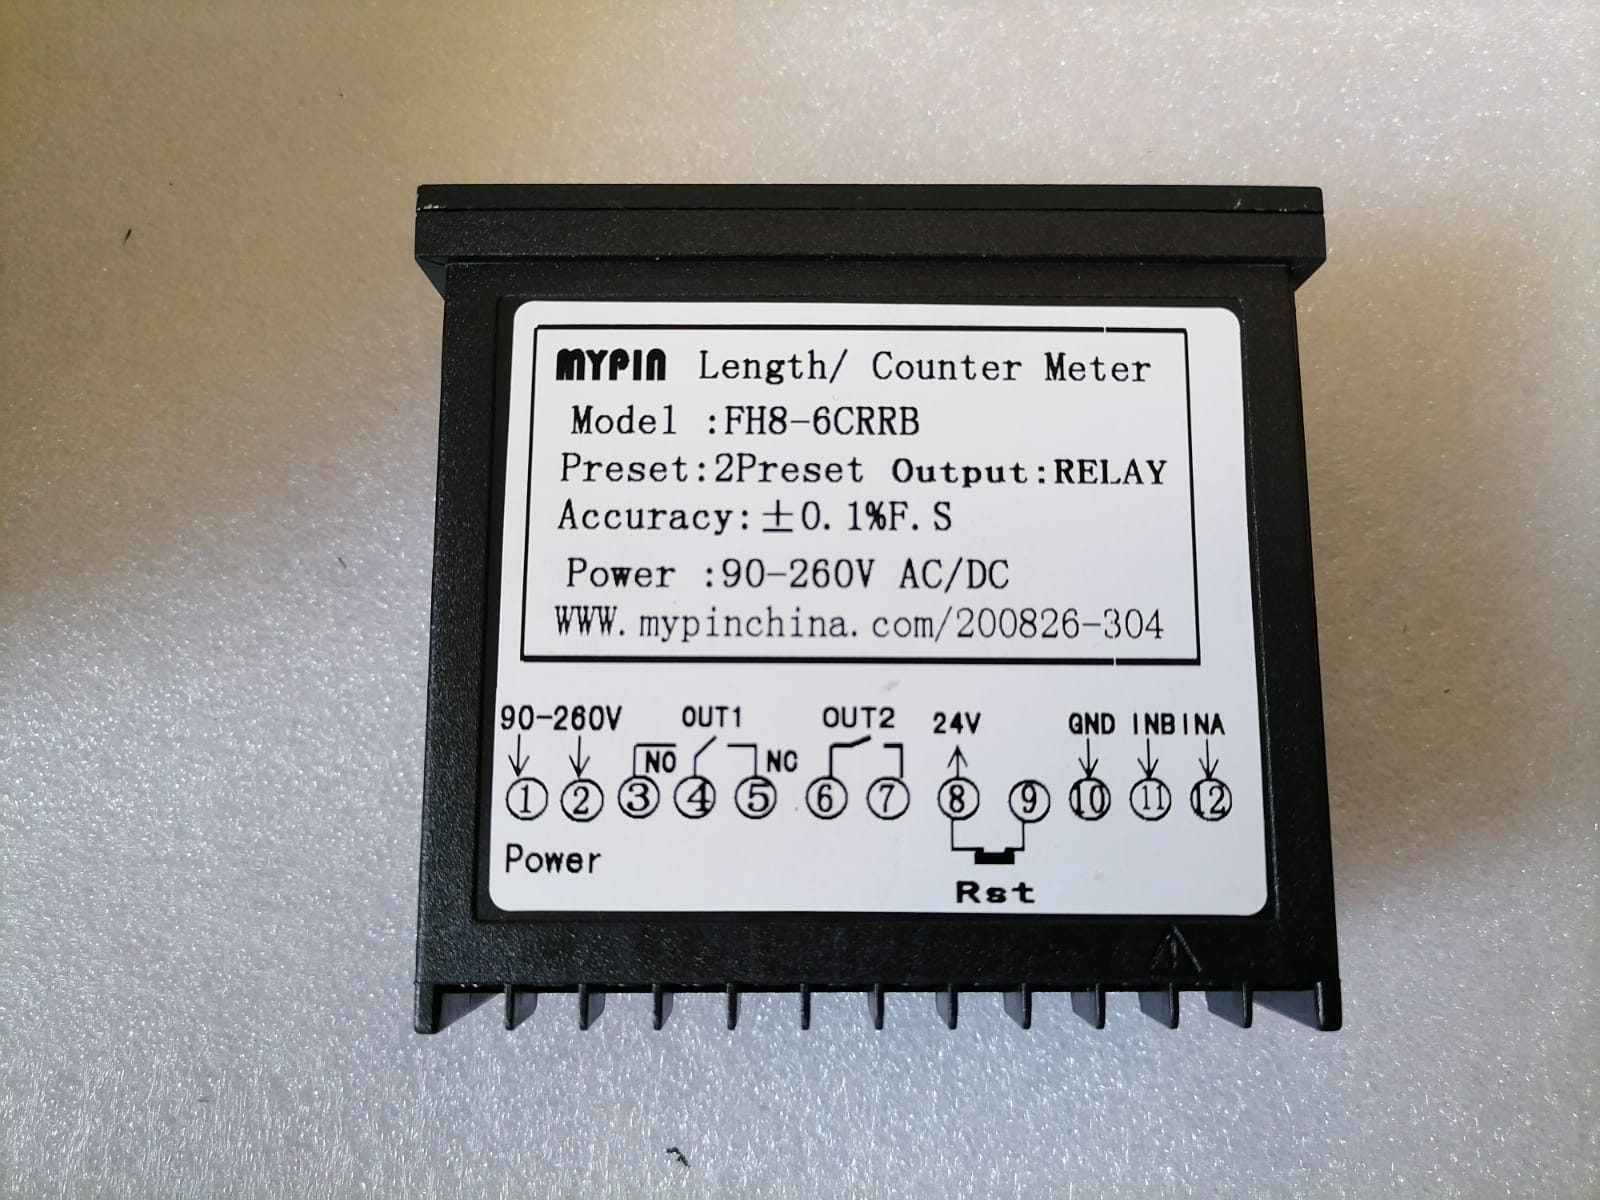 MYPIN Length/ Counter Meter
Model :FH8-6CRRB
Preset:2Preset Output:RELAY
Accuracy:±0.1%F.S
Power :90-260V AC/DC
WWW.mypinchina.com/200826-304
90-260V OUT1 OUT2 24V GND INB INA
NO NC
① ② ③ ④ ⑤ ⑥ ⑦ ⑧ ⑨ ⑩ ⑪ ⑫
Power
Rst